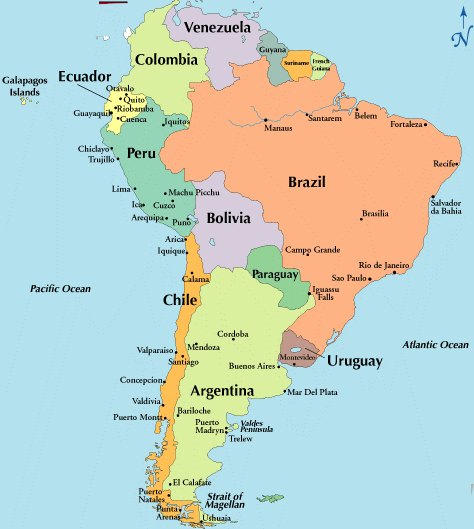 N
Venezuela
Guyana
Suriname
French
Guiana
Colombia
Galapagos
Islands
Ecuador
Otavalo
Quito
Riobamba
Guayaquil
Cuenca
Iquitos
Manaus
Santarem
Belem
Fortaleza
Chiclayo
Trujillo
Peru
Recife
Brazil
Lima
Machu Picchu
Ica
Cuzco
Salvador
da Bahia
Arequipa
Puno
Bolivia
Brasilia
Arica
Iquique
Campo Grande
Rio de Janeiro
Calama
Paraguay
Sao Paulo
Pacific Ocean
Iguassu
Falls
Chile
Cordoba
Mendoza
Atlantic Ocean
Valparaiso
Santiago
Montevideo
Uruguay
Buenos Aires
Concepcion
Argentina
Mar Del Plata
Valdivia
Bariloche
Puerto Montt
Puerto
Madryn
Valdes
Peninsula
Trelew
El Calafate
Puerto
Natales
Strait of
Magellan
Punta
Arenas
Ushuaia